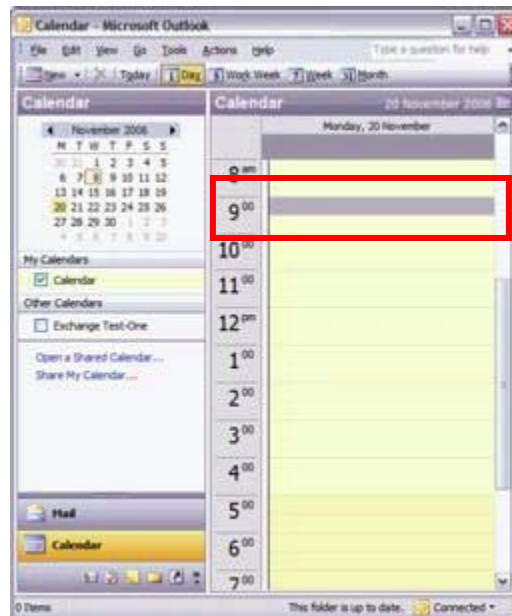 Calendar - Microsoft Outlook
File Edit View Go Tools Actions Help Type a question for help
New Today Day Work Week Week Month
Calendar
November 2006
M T W T F S S
30 31 1 2 3 4 5
6 7 8 9 10 11 12
13 14 15 16 17 18 19
20 21 22 23 24 25 26
27 28 29 30 1 2 3
4 5 6 7 8 9 10
My Calendars
Calendar
Other Calendars
Exchange Test-One
Open a Shared Calendar...
Share My Calendar...
Mail
Calendar
Calendar 20 November 2006
Monday, 20 November
8 am
9 00
10 00
11 00
12 pm
1 00
2 00
3 00
4 00
5 00
6 00
7 00
0 Items This folder is up to date. Connected